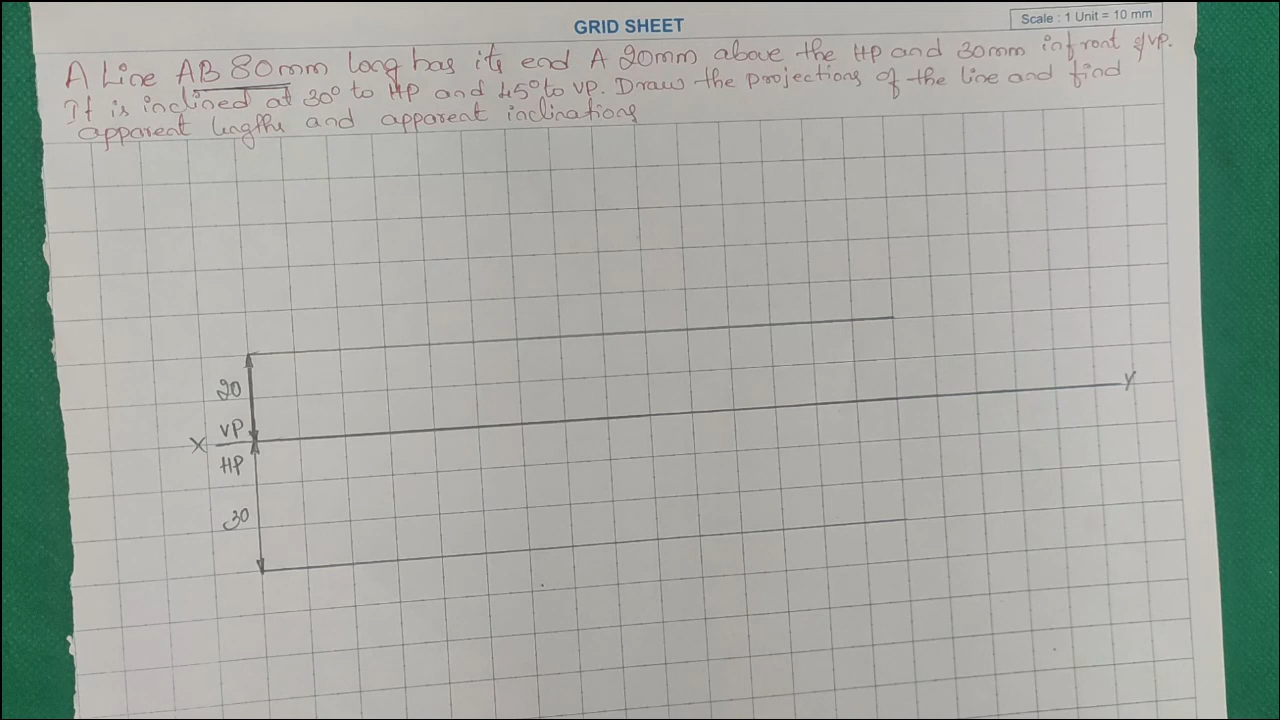 GRID SHEET
Scale : 1 Unit = 10 mm
A Line AB 80mm long has its end A 20mm above the HP and 30mm infront of VP.
It is inclined at 30° to HP and 45° to VP. Draw the projections of the line and find
apparent lengths and apparent inclinations
20
X VP Y
HP
30